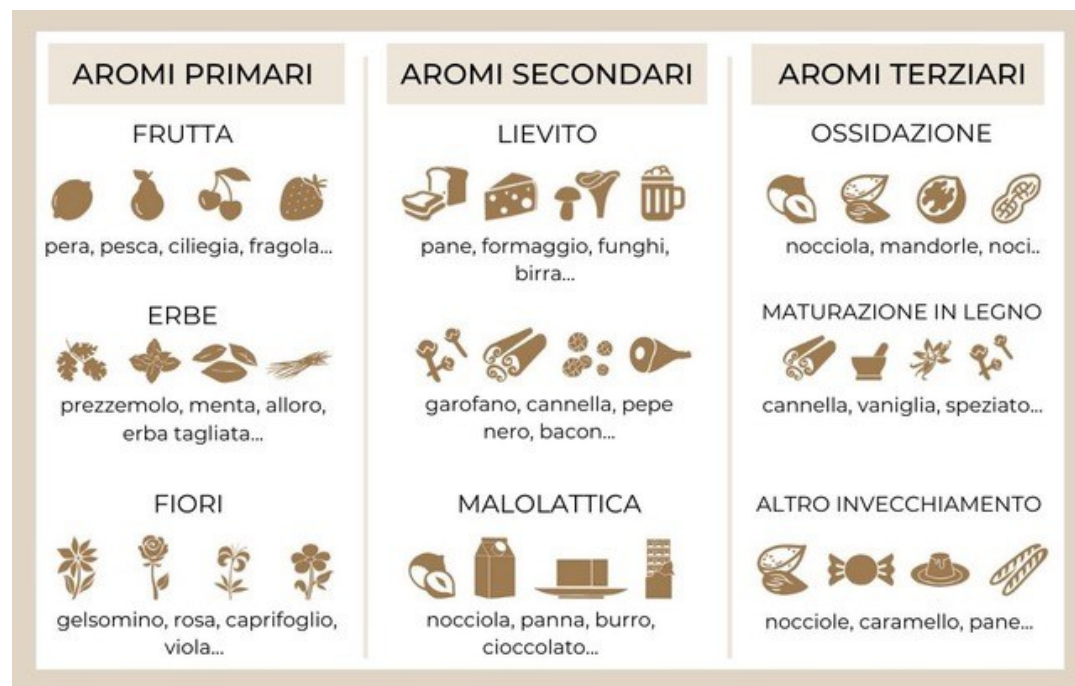 AROMI PRIMARI
FRUTTA
pera, pesca, ciliegia, fragola...
ERBE
prezzemolo, menta, alloro,
erba tagliata...
FIORI
gelsomino, rosa, caprifoglio,
viola...
AROMI SECONDARI
LIEVITO
pane, formaggio, funghi,
birra...
garofano, cannella, pepe
nero, bacon...
MALOLATTICA
nocciola, panna, burro,
cioccolato...
AROMI TERZIARI
OSSIDAZIONE
nocciola, mandorle, noci..
MATURAZIONE IN LEGNO
cannella, vaniglia, speziato...
ALTRO INVECCHIAMENTO
nocciole, caramello, pane...